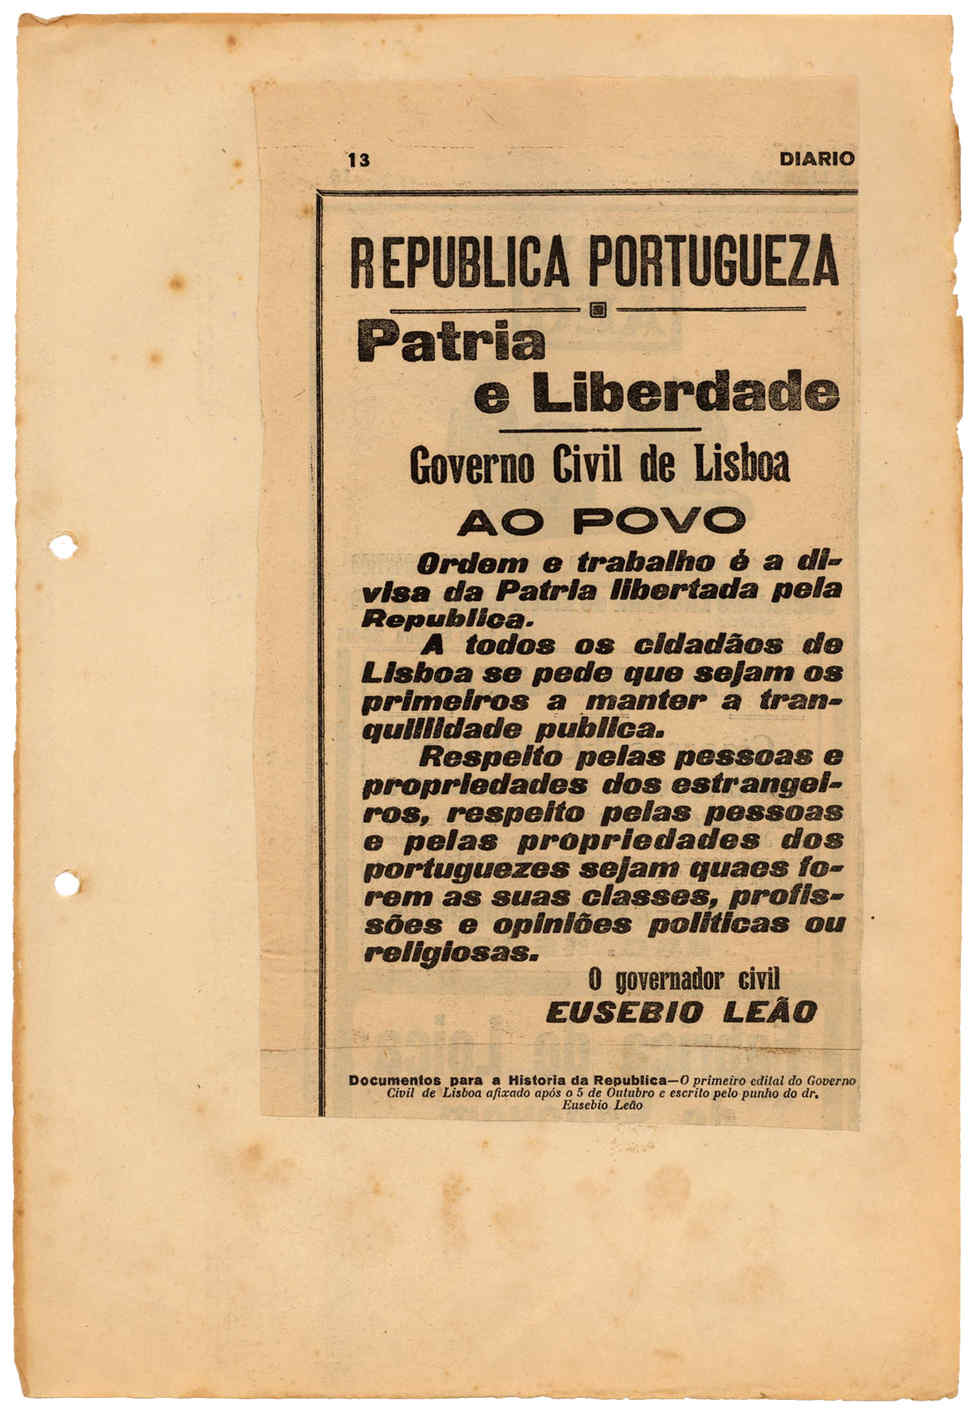 13 DIARIO
REPUBLICA PORTUGUEZA
Patria
e Liberdade
Governo Civil de Lisboa
AO POVO
Ordem e trabalho é a di-
visa da Patria libertada pela
Republica.
A todos os cidadãos de
Lisboa se pede que sejam os
primeiros a manter a tran-
quillidade publica.
Respeito pelas pessoas e
propriedades dos estrangei-
ros, respeito pelas pessoas
e pelas propriedades dos
portuguezes sejam quaes fo-
rem as suas classes, profis-
sões e opiniões politicas ou
religiosas.
O governador civil
EUSEBIO LEÃO
Documentos para a Historia da Republica—O primeiro edital do Governo
Civil de Lisboa afixado após o 5 de Outubro e escrito pelo punho do dr.
Eusebio Leão